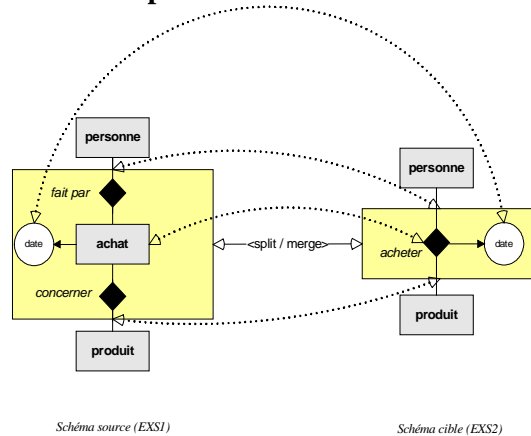 personne
fait par
date
achat
concerner
produit
<split / merge>
personne
date
acheter
produit
Schéma source (EXS1)
Schéma cible (EXS2)